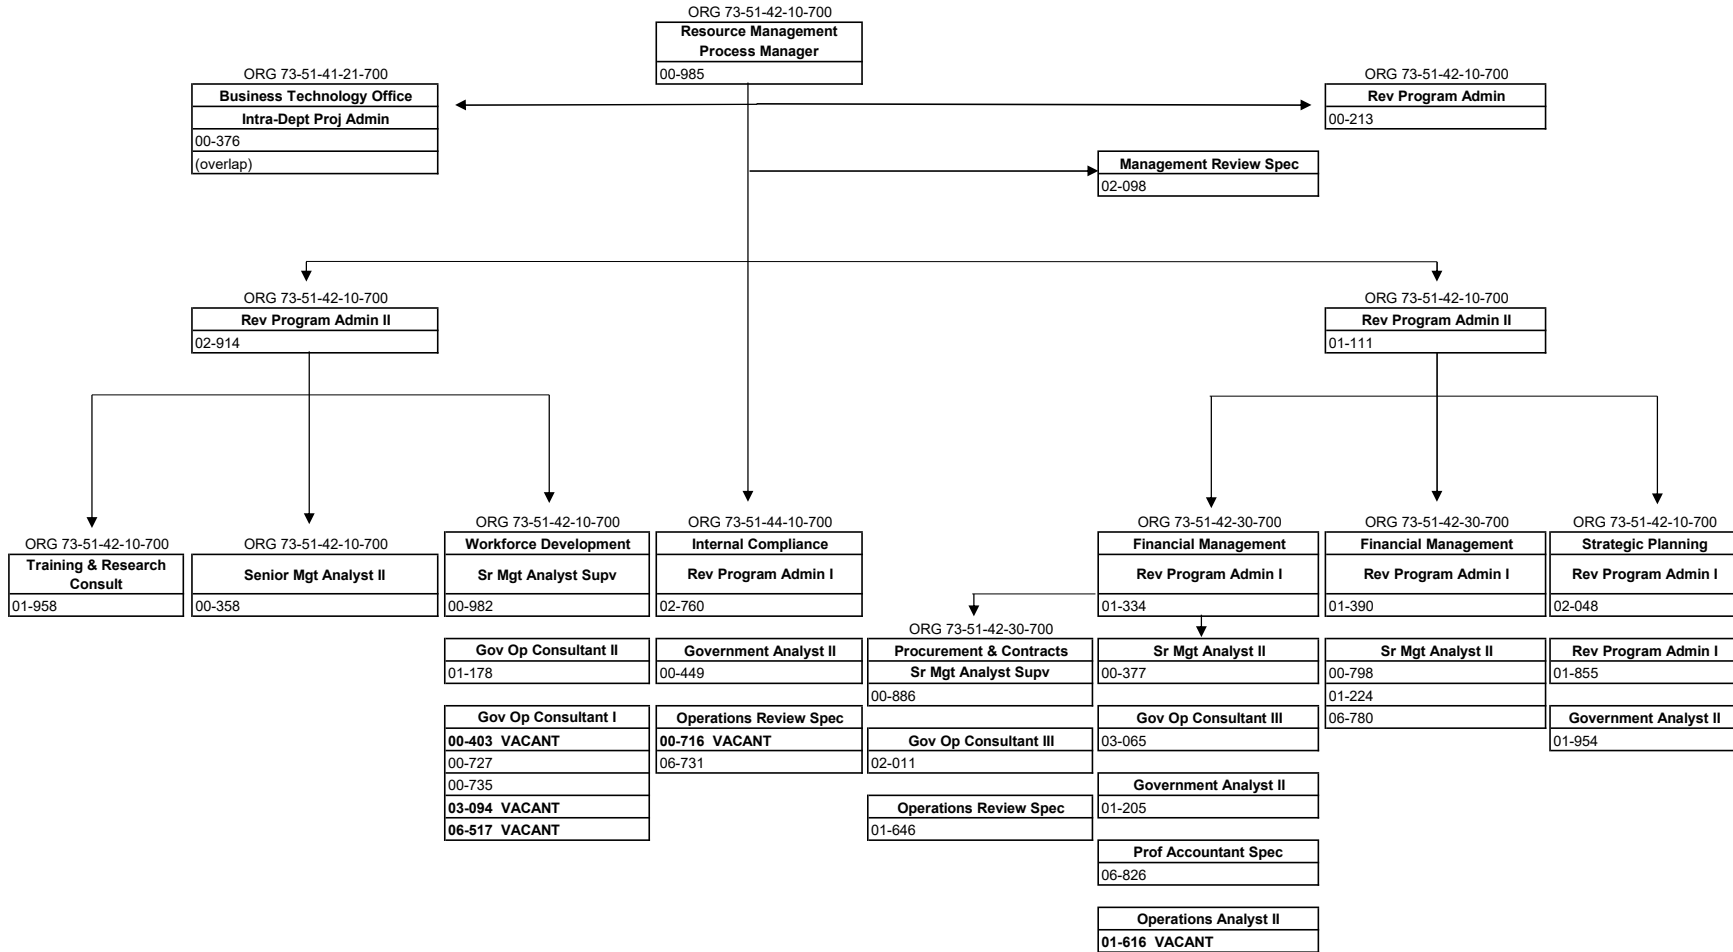 ORG 73-51-42-10-700
Resource Management
Process Manager
00-985
ORG 73-51-41-21-700
Business Technology Office
Intra-Dept Proj Admin
00-376
(overlap)
ORG 73-51-42-10-700
Rev Program Admin
00-213
Management Review Spec
02-098
ORG 73-51-42-10-700
Rev Program Admin II
02-914
ORG 73-51-42-10-700
Rev Program Admin II
01-111
ORG 73-51-42-10-700
Training & Research
Consult
01-958
ORG 73-51-42-10-700
Senior Mgt Analyst II
00-358
ORG 73-51-42-10-700
Workforce Development
Sr Mgt Analyst Supv
00-982
Gov Op Consultant II
01-178
Gov Op Consultant I
00-403 VACANT
00-727
00-735
03-094 VACANT
06-517 VACANT
ORG 73-51-44-10-700
Internal Compliance
Rev Program Admin I
02-760
Government Analyst II
00-449
Operations Review Spec
00-716 VACANT
06-731
ORG 73-51-42-30-700
Procurement & Contracts
Sr Mgt Analyst Supv
00-886
Gov Op Consultant III
02-011
Operations Review Spec
01-646
ORG 73-51-42-30-700
Financial Management
Rev Program Admin I
01-334
Sr Mgt Analyst II
00-377
Gov Op Consultant III
03-065
Government Analyst II
01-205
Prof Accountant Spec
06-826
Operations Analyst II
01-616 VACANT
ORG 73-51-42-30-700
Financial Management
Rev Program Admin I
01-390
Sr Mgt Analyst II
00-798
01-224
06-780
ORG 73-51-42-10-700
Strategic Planning
Rev Program Admin I
02-048
Rev Program Admin I
01-855
Government Analyst II
01-954